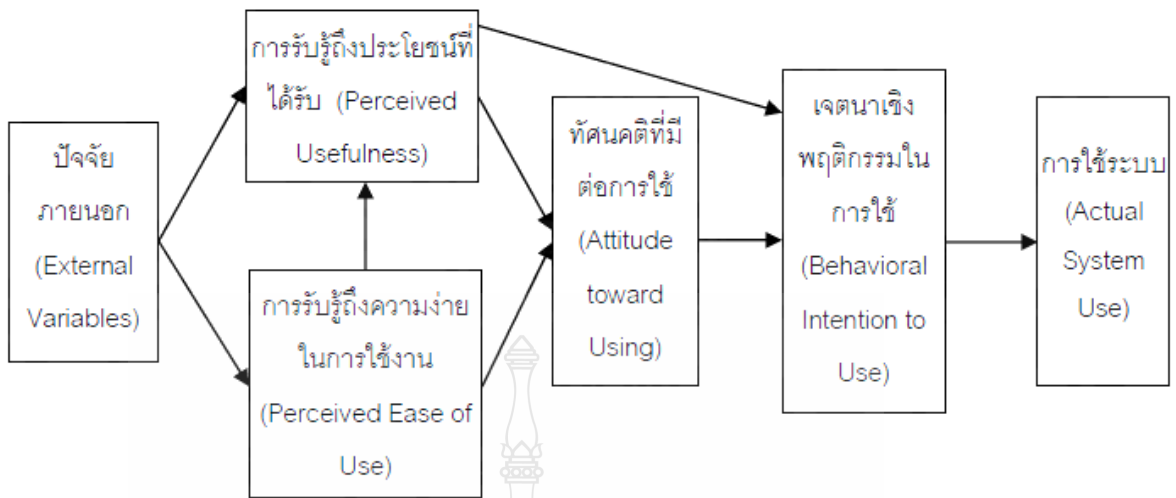 ปัจจัย
ภายนอก
(External
Variables)
การรับรู้ถึงประโยชน์ที่
ได้รับ (Perceived
Usefulness)
การรับรู้ถึงความง่าย
ในการใช้งาน
(Perceived Ease of
Use)
ทัศนคติที่มี
ต่อการใช้
(Attitude
toward
Using)
เจตนาเชิง
พฤติกรรมใน
การใช้
(Behavioral
Intention to
Use)
การใช้ระบบ
(Actual
System
Use)